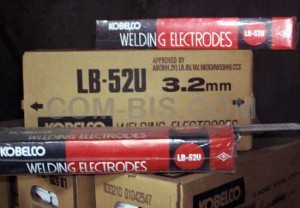 KOBELCO
WELDING ELECTRODES LB-52U
APPROVED BY
LB-52U 3.2mm
COM-BIS
KOBELCO
KOBELCO
WELDING ELECTRODES LB-52U
KOBELCO